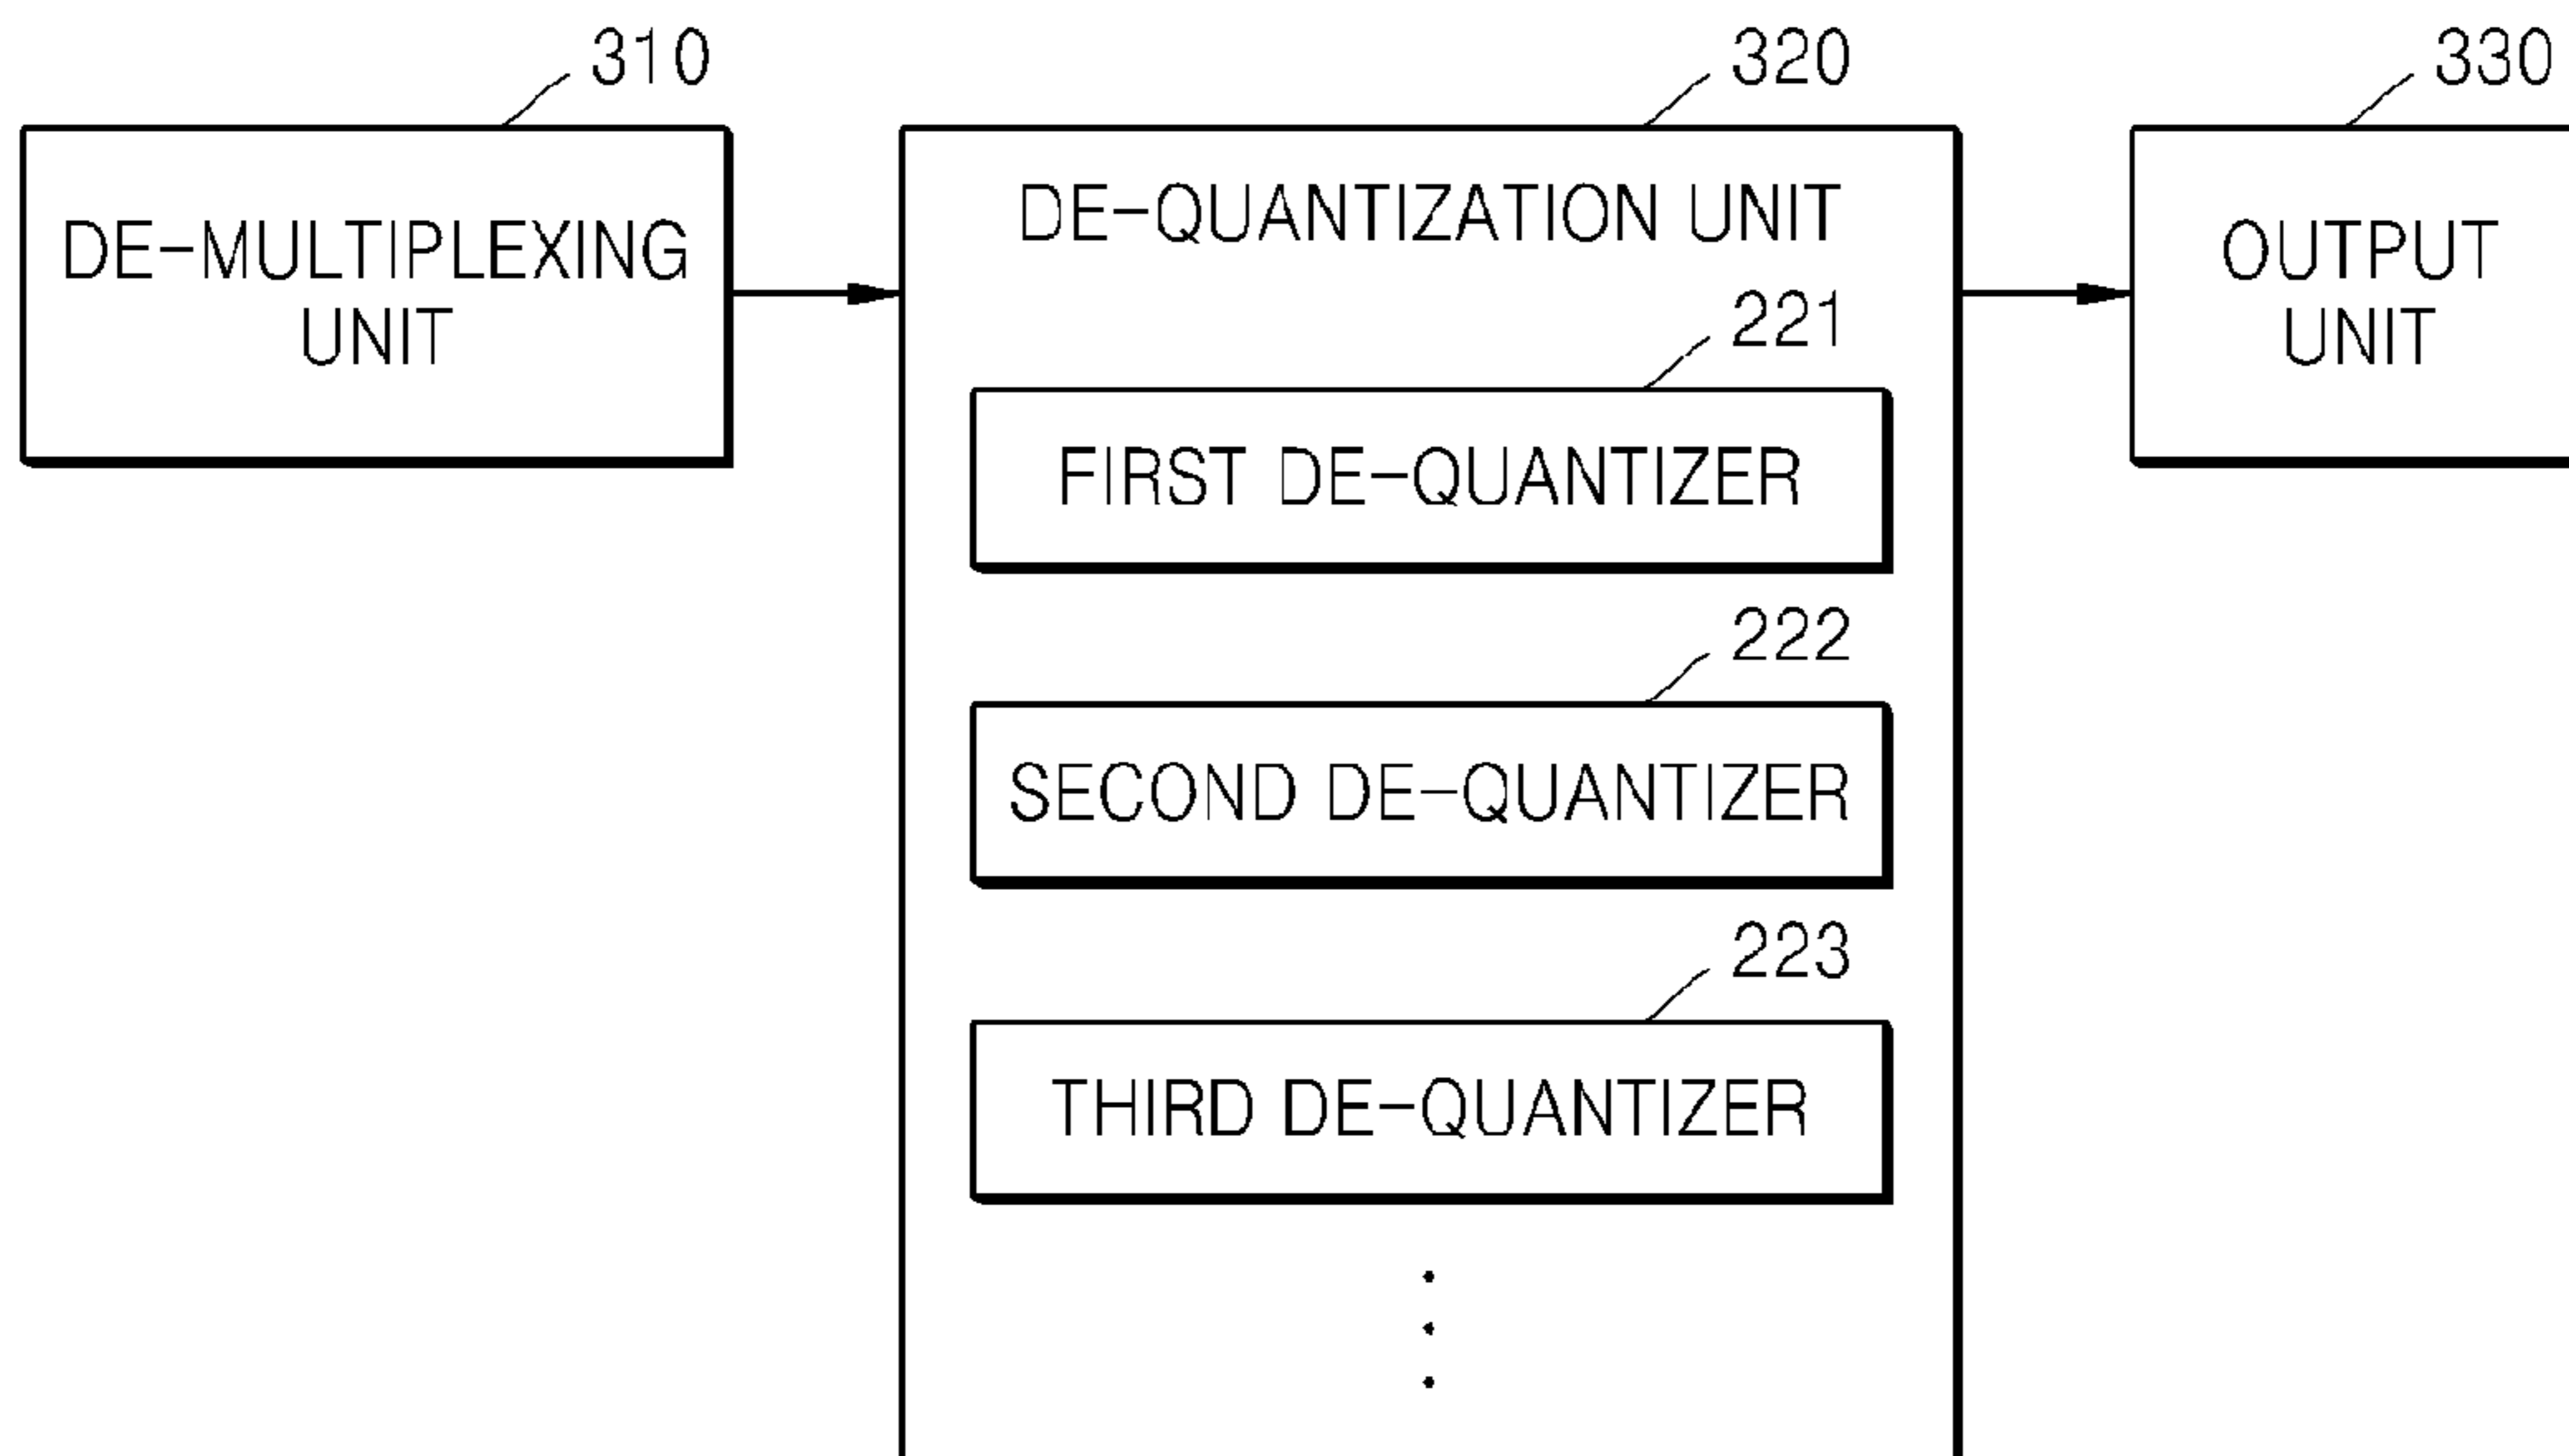 310
DE-MULTIPLEXING
UNIT
320
DE-QUANTIZATION UNIT
221
FIRST DE-QUANTIZER
222
SECOND DE-QUANTIZER
223
THIRD DE-QUANTIZER
330
OUTPUT
UNIT